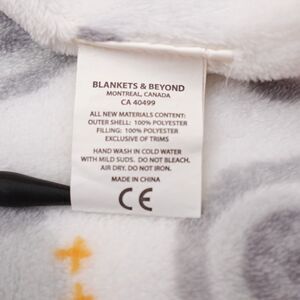 BLANKETS & BEYOND
MONTREAL, CANADA
CA 40499
ALL NEW MATERIALS CONTENT:
OUTER SHELL: 100% POLYESTER
FILLING: 100% POLYESTER
EXCLUSIVE OF TRIMS
HAND WASH IN COLD WATER
WITH MILD SUDS. DO NOT BLEACH.
AIR DRY, DO NOT IRON.
MADE IN CHINA
CE